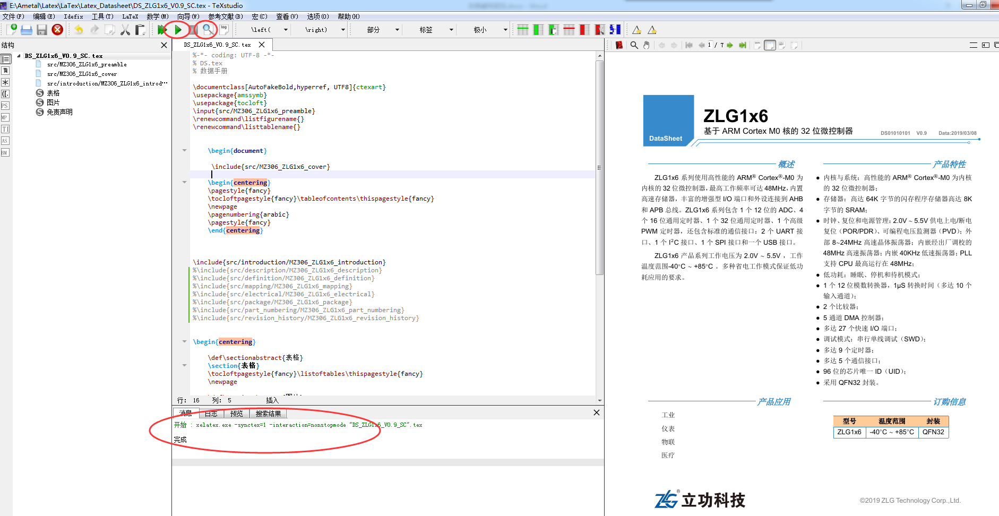 E:\Ametal\Latex\LaTex\Latex_Datasheet\DS_ZLG1x6_V0.9_SC.tex - TeXstudio
文件(F) 编辑(E) Idefix 工具(T) LaTeX 数学(M) 向导(W) 参考文献(B) 宏(C) 查看(V) 选项(O) 帮助(H)
log \left( \right) 部分 标签 极小
结构
DS_ZLG1x6_V0.9_SC.tex
src/MZ306_ZLG1x6_preamble
src/MZ306_ZLG1x6_cover
src/introduction/MZ306_ZLG1x6_introd···
表格
图片
免责声明
PS
MP
TI
AS
BM
DS_ZLG1x6_V0.9_SC.tex
%-*- coding: UTF-8 -*-
% DS.tex
% 数据手册
\documentclass[AutoFakeBold,hyperref, UTF8]{ctexart}
\usepackage{amssymb}
\usepackage{tocloft}
\input{src/MZ306_ZLG1x6_preamble}
\renewcommand\listfigurename{}
\renewcommand\listtablename{}
\begin{document}
\include{src/MZ306_ZLG1x6_cover}
\begin{centering}
\pagestyle{fancy}
\tocloftpagestyle{fancy}\tableofcontents\thispagestyle{fancy}
\newpage
\pagenumbering{arabic}
\pagestyle{fancy}
\end{centering}
\include{src/introduction/MZ306_ZLG1x6_introduction}
%\include{src/description/MZ306_ZLG1x6_description}
%\include{src/definition/MZ306_ZLG1x6_definition}
%\include{src/mapping/MZ306_ZLG1x6_mapping}
%\include{src/electrical/MZ306_ZLG1x6_electrical}
%\include{src/package/MZ306_ZLG1x6_package}
%\include{src/part_numbering/MZ306_ZLG1x6_part_numbering}
%\include{src/revision_history/MZ306_ZLG1x6_revision_history}
\begin{centering}
\def\sectionabstract{表格}
\section{表格}
\tocloftpagestyle{fancy}\listoftables\thispagestyle{fancy}
\newpage
行: 16 列: 5 插入
消息 日志 预览 搜索结果
开始 : xelatex.exe -synctex=1 -interaction=nonstopmode "DS_ZLG1x6_V0.9_SC".tex
完成
1 / 7
DataSheet
ZLG1x6
基于 ARM Cortex M0 核的 32 位微控制器
DS01010101 V0.9 Data:2019/03/08
概述
ZLG1x6 系列使用高性能的 ARM® Cortex®-M0 为
内核的 32 位微控制器，最高工作频率可达 48MHz，内置
高速存储器，丰富的增强型 I/O 端口和外设连接到 AHB
和 APB 总线。ZLG1x6 系列包含 1 个 12 位的 ADC、4
个 16 位通用定时器、1 个 32 位通用定时器、1 个高级
PWM 定时器，还包含标准的通信接口：2 个 UART 接
口、1 个 I²C 接口、1 个 SPI 接口和一个 USB 接口。
ZLG1x6 产品系列工作电压为 2.0V ~ 5.5V ，工作
温度范围-40°C ~ +85°C 。多种省电工作模式保证低功
耗应用的要求。
产品特性
● 内核与系统：高性能的 ARM® Cortex®-M0 为内核
的 32 位微控制器；
● 存储器：高达 64K 字节的闪存程序存储器高达 8K
字节的 SRAM；
● 时钟、复位和电源管理：2.0V ~ 5.5V 供电上电/断电
复位（POR/PDR）、可编程电压监测器（PVD）；外
部 8~24MHz 高速晶体振荡器；内嵌经出厂调校的
48MHz 高速振荡器；内嵌 40KHz 低速振荡器；PLL
支持 CPU 最高运行在 48MHz；
● 低功耗：睡眠、停机和待机模式；
● 1 个 12 位模数转换器，1μS 转换时间（多达 10 个
输入通道）；
● 2 个比较器；
● 5 通道 DMA 控制器；
● 多达 27 个快速 I/O 端口；
● 调试模式：串行单线调试（SWD）；
● 多达 9 个定时器；
● 多达 5 个通信接口；
● 96 位的芯片唯一 ID（UID）；
● 采用 QFN32 封装。
产品应用
工业
仪表
物联
医疗
订购信息
型号 温度范围 封装
ZLG1x6 -40°C ~ +85°C QFN32
ZLG® 立功科技
©2019 ZLG Technology Corp.,Ltd.